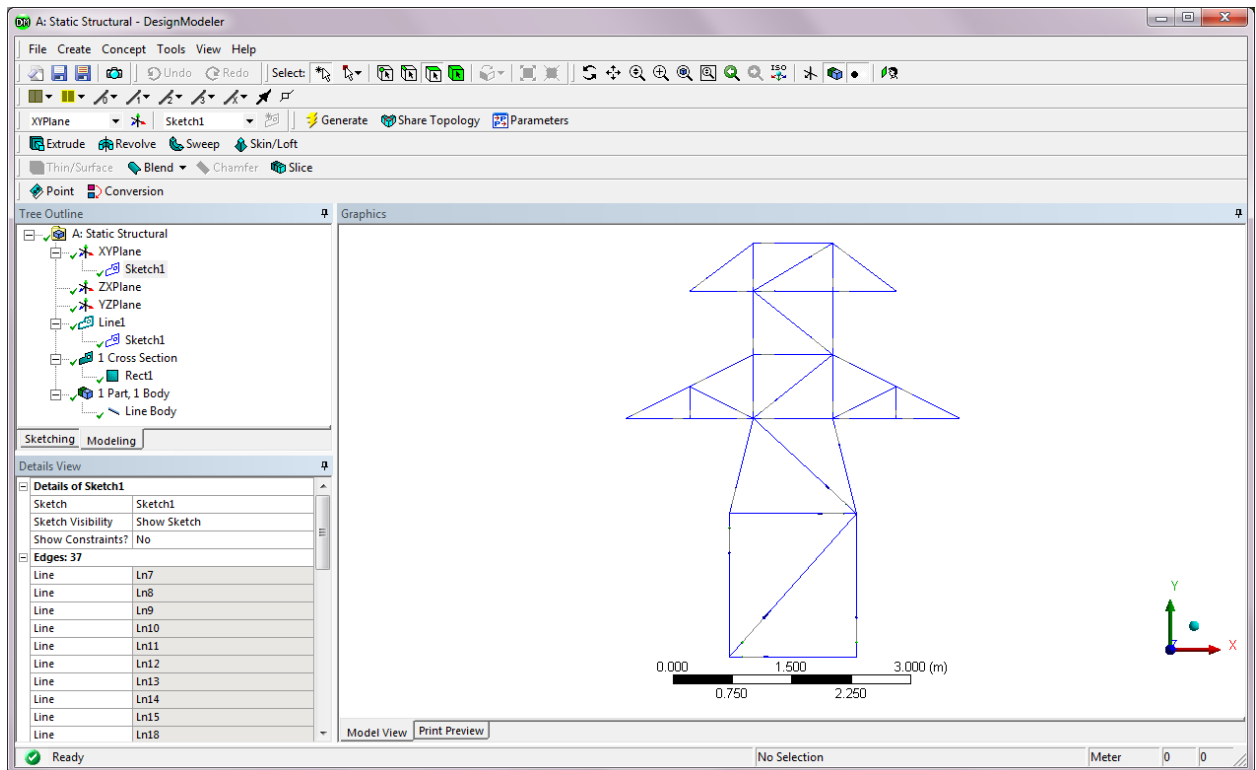 DM A: Static Structural - DesignModeler
File Create Concept Tools View Help
Undo Redo Select: ISO
XYPlane Sketch1 Generate Share Topology Parameters
Extrude Revolve Sweep Skin/Loft
Thin/Surface Blend Chamfer Slice
Point Conversion
Tree Outline
A: Static Structural
XYPlane
Sketch1
ZXPlane
YZPlane
Line1
Sketch1
1 Cross Section
Rect1
1 Part, 1 Body
Line Body
Sketching Modeling
Details View
Details of Sketch1
Sketch Sketch1
Sketch Visibility Show Sketch
Show Constraints? No
Edges: 37
Line Ln7
Line Ln8
Line Ln9
Line Ln10
Line Ln11
Line Ln12
Line Ln13
Line Ln14
Line Ln15
Line Ln18
Graphics
0.000 1.500 3.000 (m)
0.750 2.250
Y
Z X
Model View Print Preview
Ready No Selection Meter 0 0